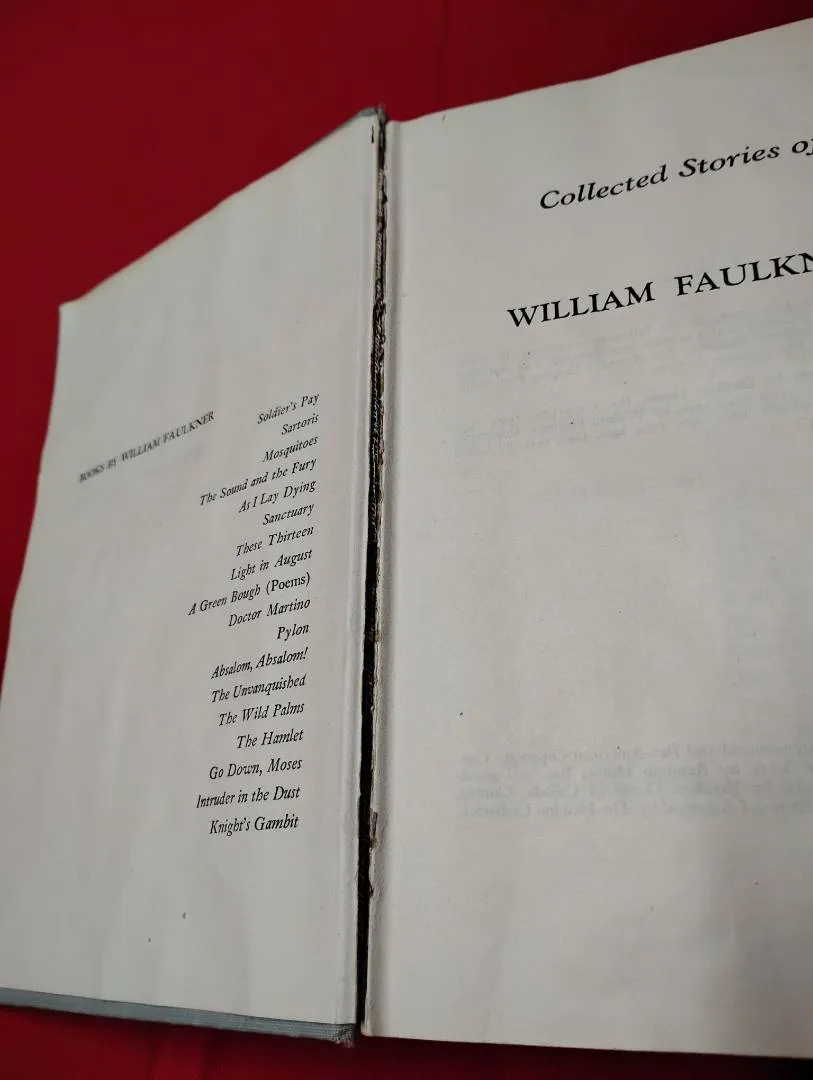 BOOKS BY WILLIAM FAULKNER
Soldier's Pay
Sartoris
Mosquitoes
The Sound and the Fury
As I Lay Dying
Sanctuary
These Thirteen
Light in August
A Green Bough (Poems)
Doctor Martino
Pylon
Absalom, Absalom!
The Unvanquished
The Wild Palms
The Hamlet
Go Down, Moses
Intruder in the Dust
Knight's Gambit
Collected Stories of
WILLIAM FAULKN